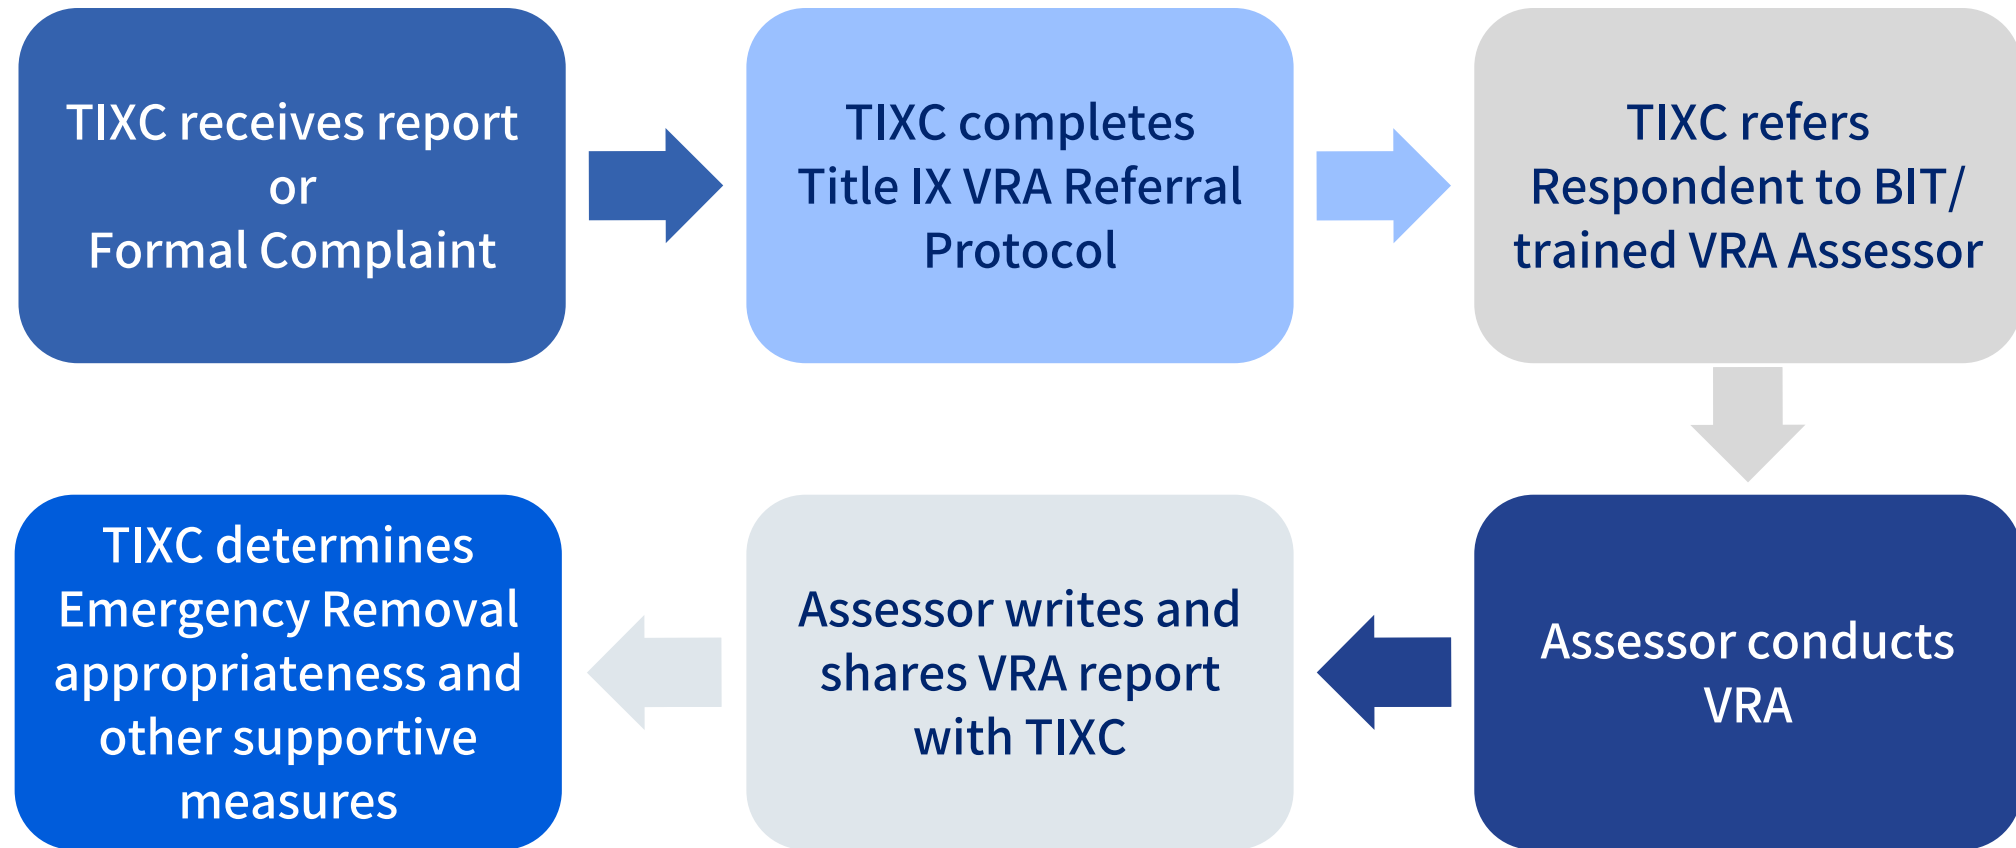 TIXC receives report
or
Formal Complaint
TIXC completes
Title IX VRA Referral
Protocol
TIXC refers
Respondent to BIT/
trained VRA Assessor
Assessor conducts
VRA
Assessor writes and
shares VRA report
with TIXC
TIXC determines
Emergency Removal
appropriateness and
other supportive
measures